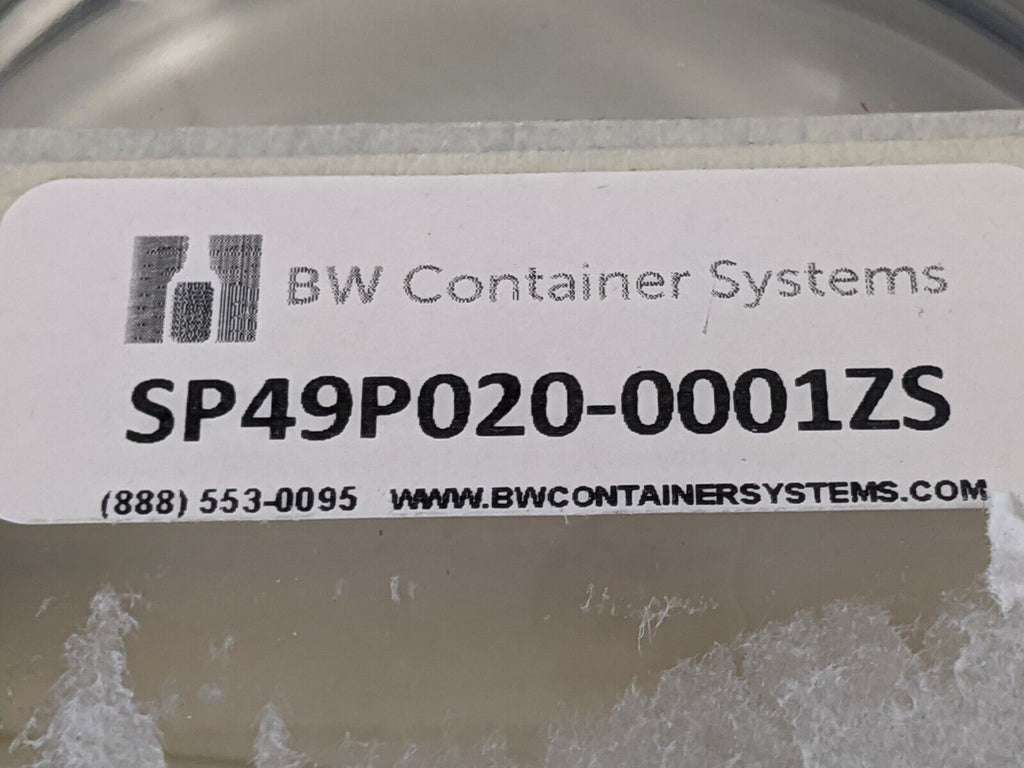 BW Container Systems
SP49P020-0001ZS
(888) 553-0095 WWW.BWCONTAINERSYSTEMS.COM